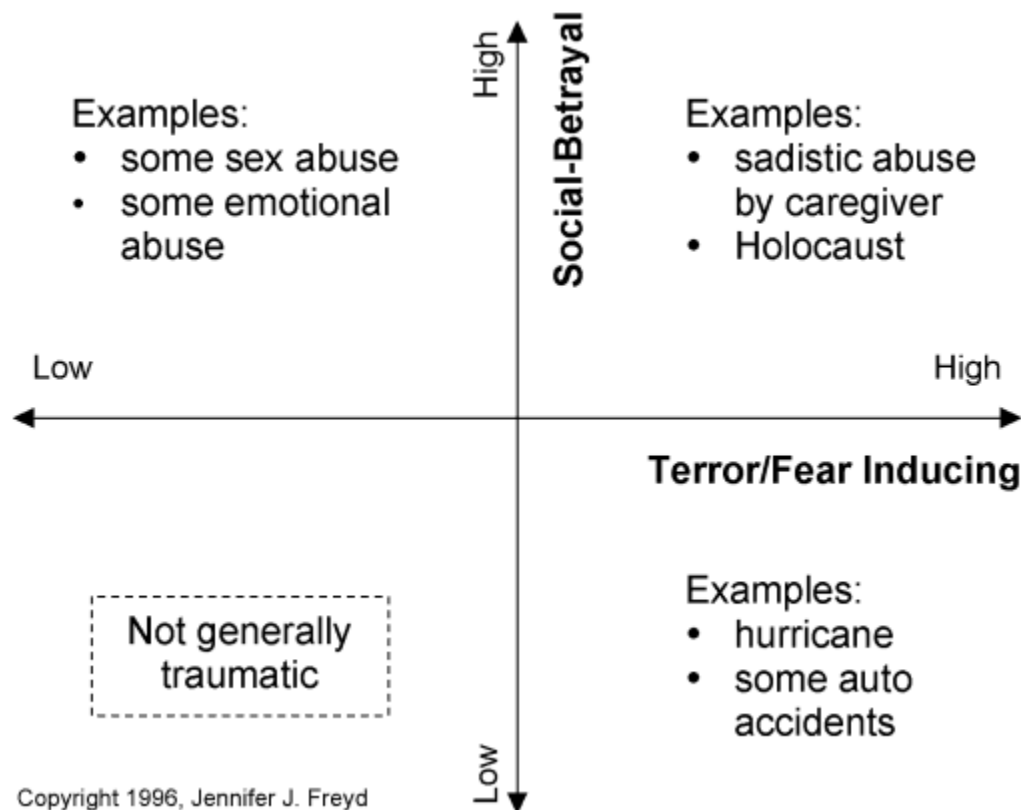 High
Social-Betrayal
Examples:
• some sex abuse
• some emotional
abuse
Examples:
• sadistic abuse
by caregiver
• Holocaust
Low
High
Terror/Fear Inducing
Not generally
traumatic
Examples:
• hurricane
• some auto
accidents
Low
Copyright 1996, Jennifer J. Freyd